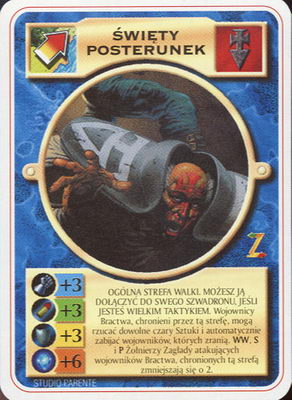 ŚWIĘTY
POSTERUNEK
+3
+3
+3
+6
OGÓLNA STREFA WALKI. MOŻESZ JĄ
DOŁĄCZYĆ DO SWEGO SZWADRONU, JEŚLI
JESTEŚ WIELKIM TAKTYKIEM. Wojownicy
Bractwa, chronieni przez tą strefę, mogą
rzucać dowolne czary Sztuki i automatycznie
zabijać wojowników, których zranią. WW, S
i P Żołnierzy Zagłady atakujących
wojowników Bractwa, chronionych tą strefą
zmniejszają się o 2.
STUDIO PARENTE